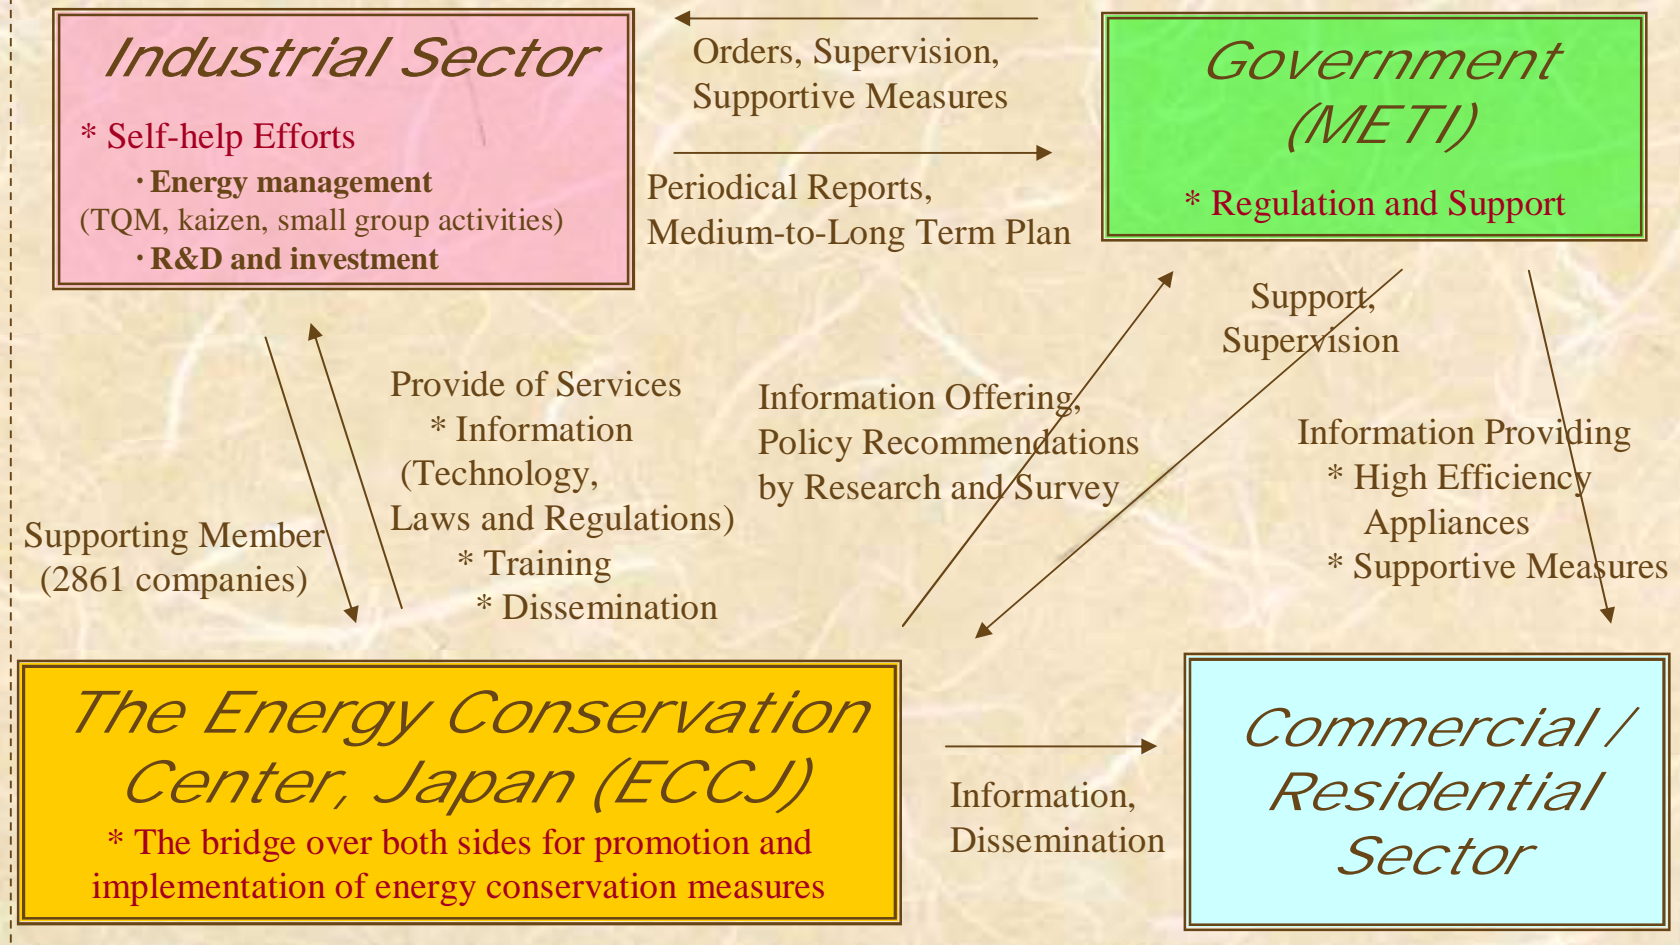 Industrial Sector
* Self-help Efforts
・Energy management
(TQM, kaizen, small group activities)
・R&D and investment
Orders, Supervision,
Supportive Measures
Periodical Reports,
Medium-to-Long Term Plan
Government
(METI)
* Regulation and Support
Supporting Member
(2861 companies)
Provide of Services
* Information
(Technology,
Laws and Regulations)
* Training
* Dissemination
Information Offering,
Policy Recommendations
by Research and Survey
Support,
Supervision
Information Providing
* High Efficiency
Appliances
* Supportive Measures
The Energy Conservation
Center, Japan (ECCJ)
* The bridge over both sides for promotion and
implementation of energy conservation measures
Information,
Dissemination
Commercial /
Residential
Sector